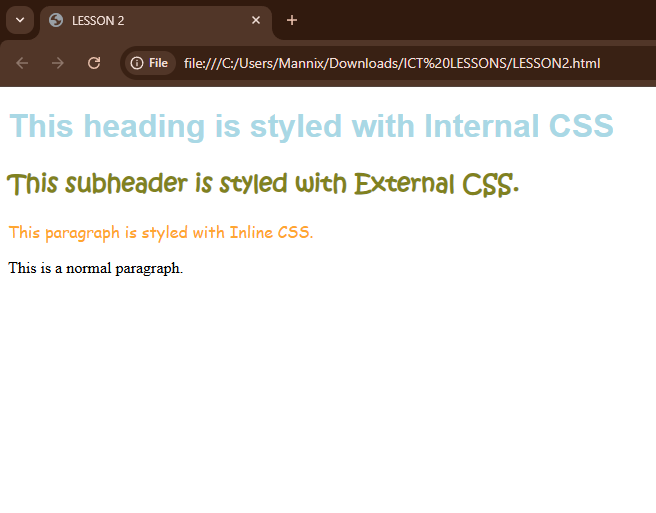 LESSON 2
File
file:///C:/Users/Mannix/Downloads/ICT%20LESSONS/LESSON2.html
This heading is styled with Internal CSS
This subheader is styled with External CSS.
This paragraph is styled with Inline CSS.
This is a normal paragraph.